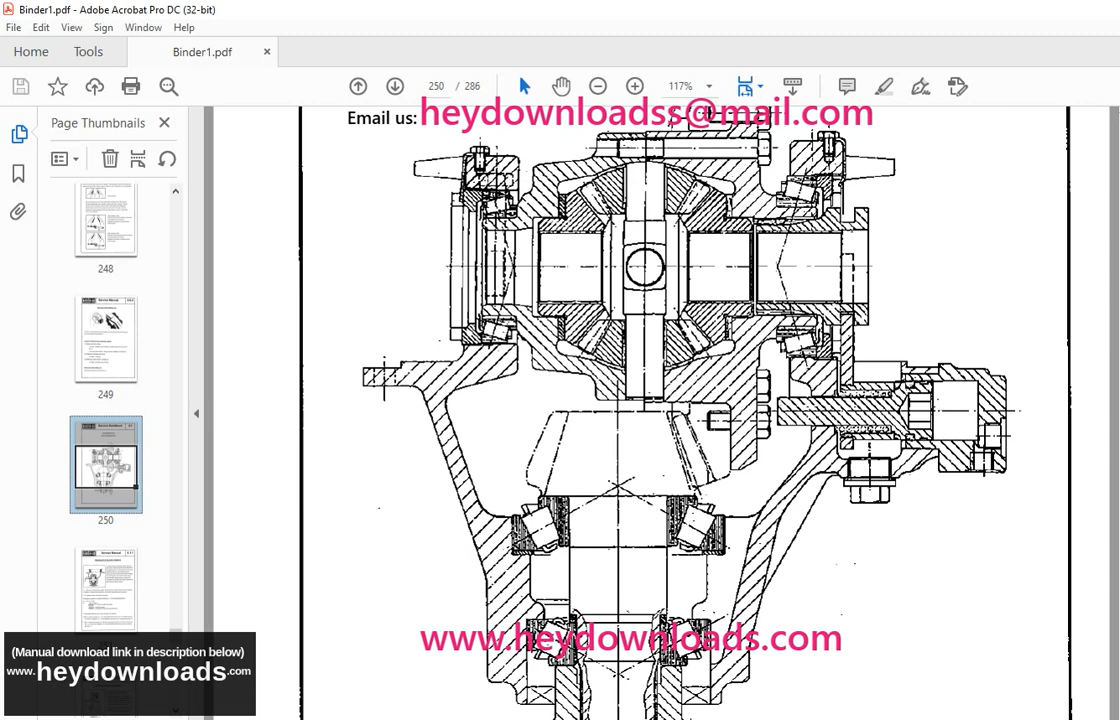 Binder1.pdf - Adobe Acrobat Pro DC (32-bit)
File Edit View Sign Window Help
Home Tools Binder1.pdf ×
250 / 286 117%
Page Thumbnails
Email us: heydownloadss@mail.com
248
249
250
www.heydownloads.com
(Manual download link in description below)
www.heydownloads.com